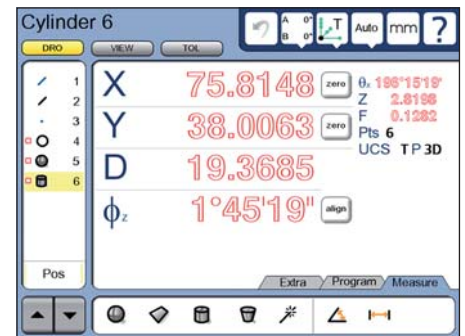 Cylinder 6
A 0°
B 0°
T
Auto
mm
?
DRO
VIEW
TOL
1
2
3
4
5
6
Pos
X 75.8148 zero
Y 38.0063 zero
D 19.3685
ϕz 1°45'19" align
θx 196°15'19"
Z 2.8198
F 0.1282
Pts 6
UCS T P 3D
Extra
Program
Measure